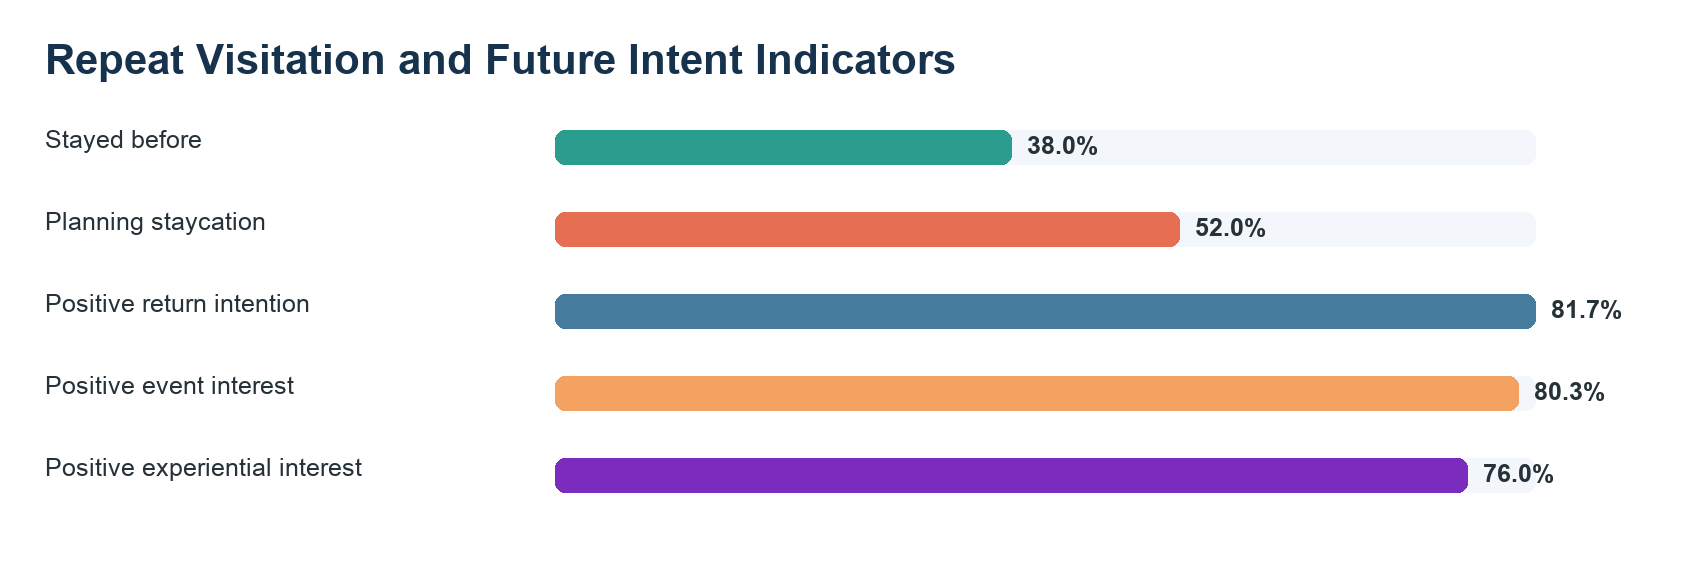 Repeat Visitation and Future Intent Indicators
Stayed before 38.0%
Planning staycation 52.0%
Positive return intention 81.7%
Positive event interest 80.3%
Positive experiential interest 76.0%